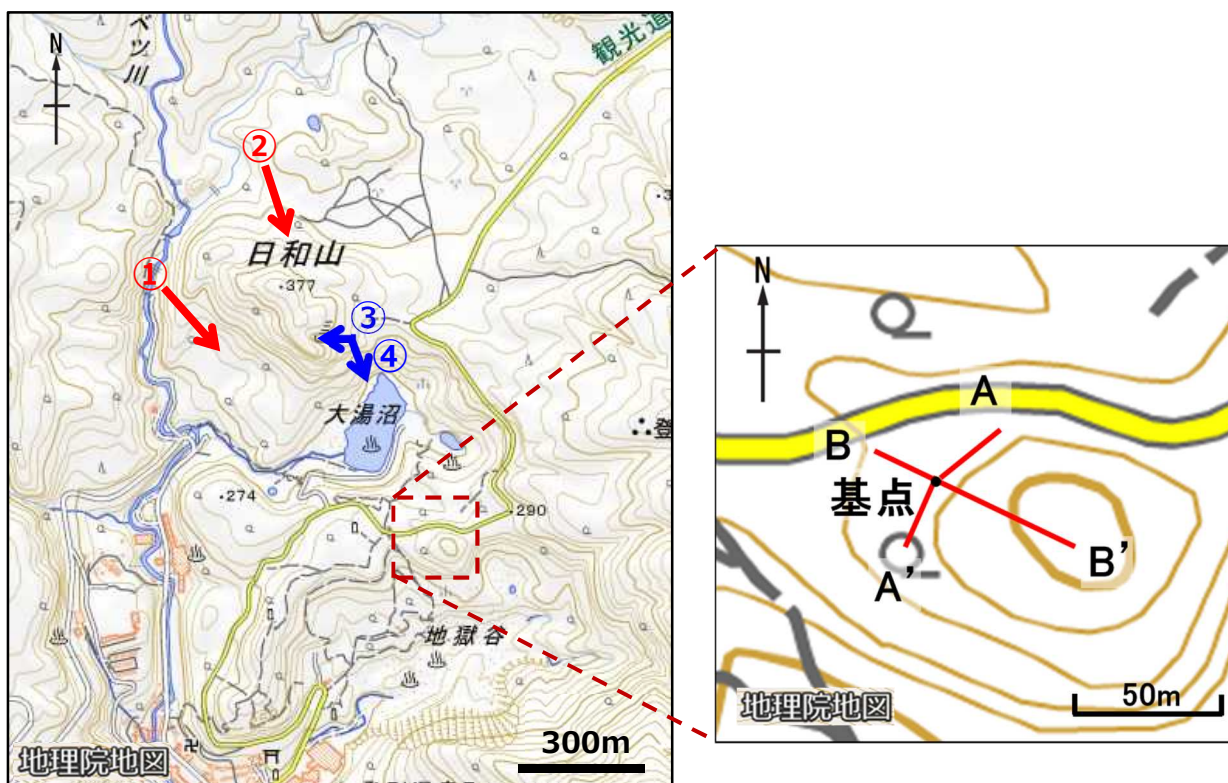 N
ベツ川
観光道
②
日和山
①
・377
③
④
大湯沼
∴登
・274
・290
地獄谷
地理院地図
300m
N
A
B
基点
A’
B’
地理院地図
50m